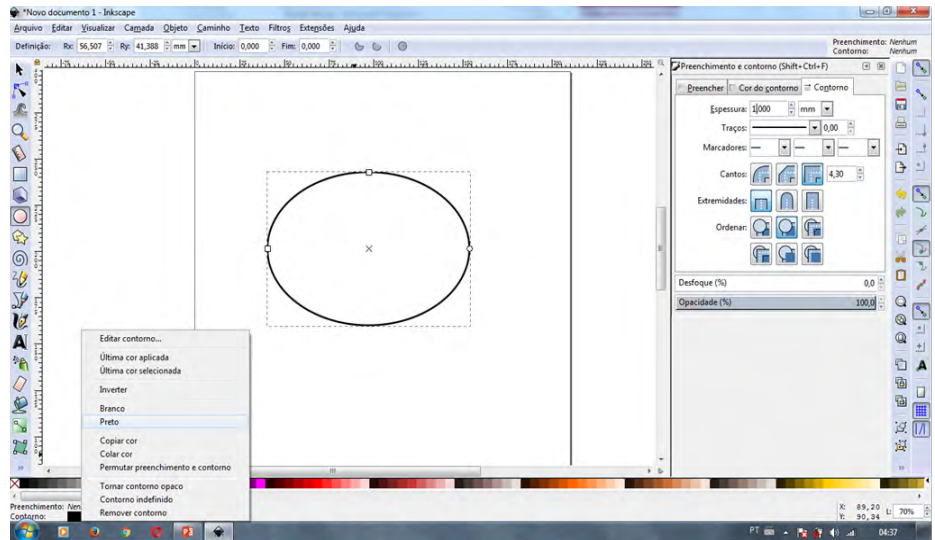 *Novo documento 1 - Inkscape
Arquivo Editar Visualizar Camada Objeto Caminho Texto Filtros Extensões Ajuda
Definição: Rx: 56,507 Ry: 41,388 mm Início: 0,000 Fim: 0,000
Preenchimento: Nenhum
Contorno: Nenhum
Preenchimento e contorno (Shift+Ctrl+F)
Preencher Cor do contorno Contorno
Espessura: 1,000 mm
Traços: 0,00
Marcadores:
Cantos: 4,30
Extremidades:
Ordenar:
Desfoque (%) 0,0
Opacidade (%) 100,0
Editar contorno...
Última cor aplicada
Última cor selecionada
Inverter
Branco
Preto
Copiar cor
Colar cor
Permutar preenchimento e contorno
Tornar contorno opaco
Contorno indefinido
Remover contorno
Preenchimento:
Contorno:
X: 89,20
Y: 90,34
L: 70%
PT 04:37